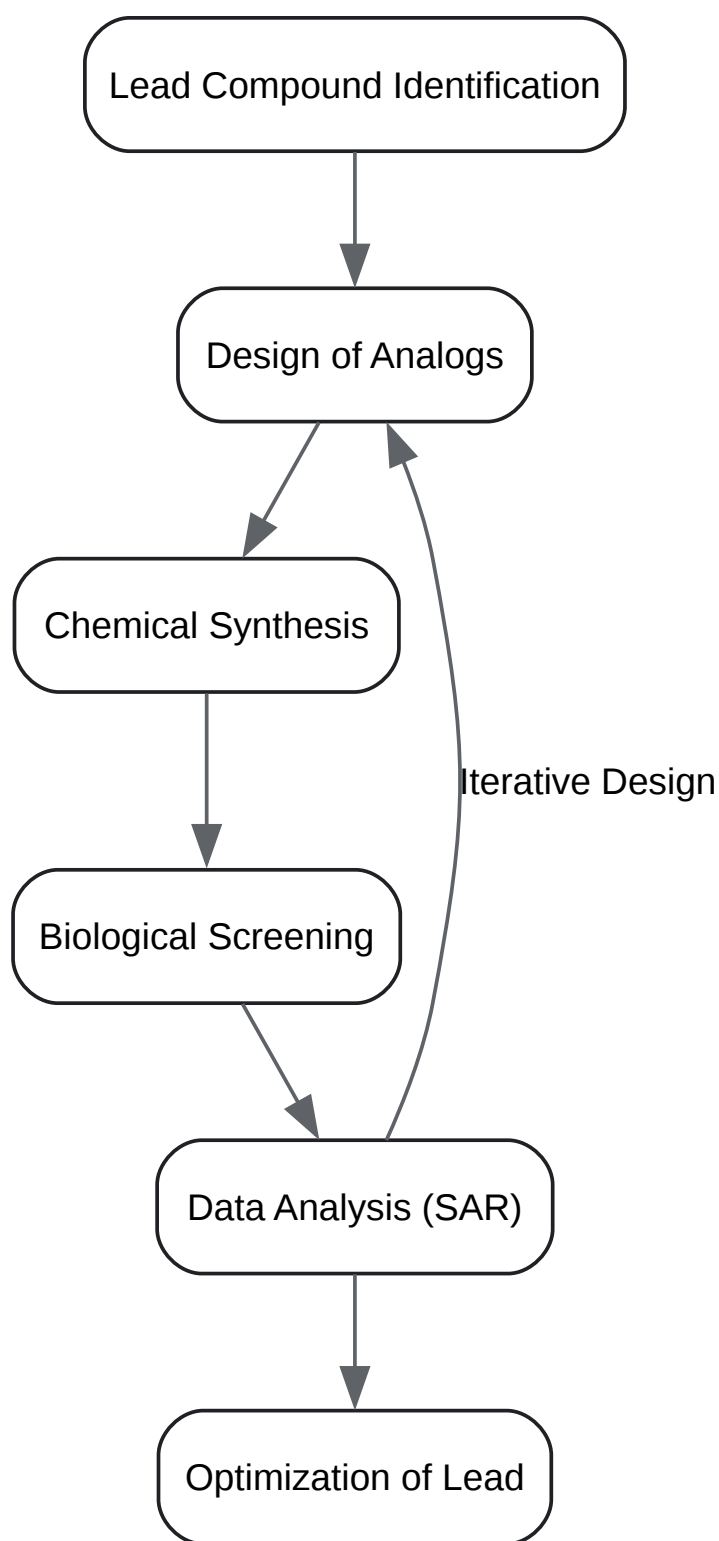 Lead Compound Identification
Design of Analogs
Chemical Synthesis
Iterative Design
Biological Screening
Data Analysis (SAR)
Optimization of Lead